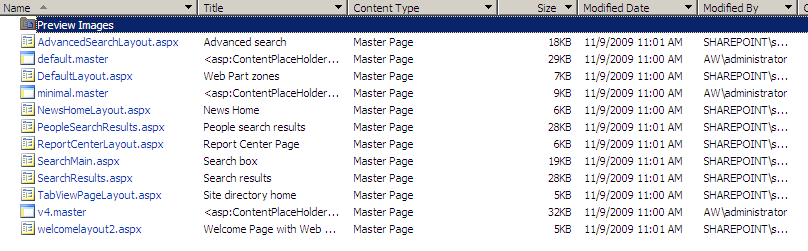 Name Title Content Type Size Modified Date Modified By C
Preview Images
AdvancedSearchLayout.aspx Advanced search Master Page 18KB 11/9/2009 11:01 AM SHAREPOINT\s...
default.master <asp:ContentPlaceHolder... Master Page 29KB 11/9/2009 11:00 AM AW\administrator
DefaultLayout.aspx Web Part zones Master Page 7KB 11/9/2009 11:00 AM SHAREPOINT\s...
minimal.master <asp:ContentPlaceHolder... Master Page 9KB 11/9/2009 11:00 AM AW\administrator
NewsHomeLayout.aspx News Home Master Page 6KB 11/9/2009 11:00 AM SHAREPOINT\s...
PeopleSearchResults.aspx People search results Master Page 28KB 11/9/2009 11:01 AM SHAREPOINT\s...
ReportCenterLayout.aspx Report Center Page Master Page 6KB 11/9/2009 11:01 AM SHAREPOINT\s...
SearchMain.aspx Search box Master Page 19KB 11/9/2009 11:01 AM SHAREPOINT\s...
SearchResults.aspx Search results Master Page 28KB 11/9/2009 11:01 AM SHAREPOINT\s...
TabViewPageLayout.aspx Site directory home Master Page 5KB 11/9/2009 11:00 AM SHAREPOINT\s...
v4.master <asp:ContentPlaceHolder... Master Page 32KB 11/9/2009 11:00 AM AW\administrator
welcomelayout2.aspx Welcome Page with Web ... Master Page 5KB 11/9/2009 11:01 AM SHAREPOINT\s...